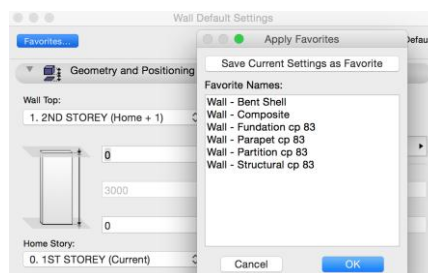 Wall Default Settings
Favorites...
Apply Favorites
Defau
Geometry and Positioning
Save Current Settings as Favorite
Favorite Names:
Wall Top:
1. 2ND STOREY (Home + 1)
Wall - Bent Shell
Wall - Composite
Wall - Fundation cp 83
Wall - Parapet cp 83
Wall - Partition cp 83
Wall - Structural cp 83
0
3000
0
Home Story:
0. 1ST STOREY (Current)
Cancel
OK